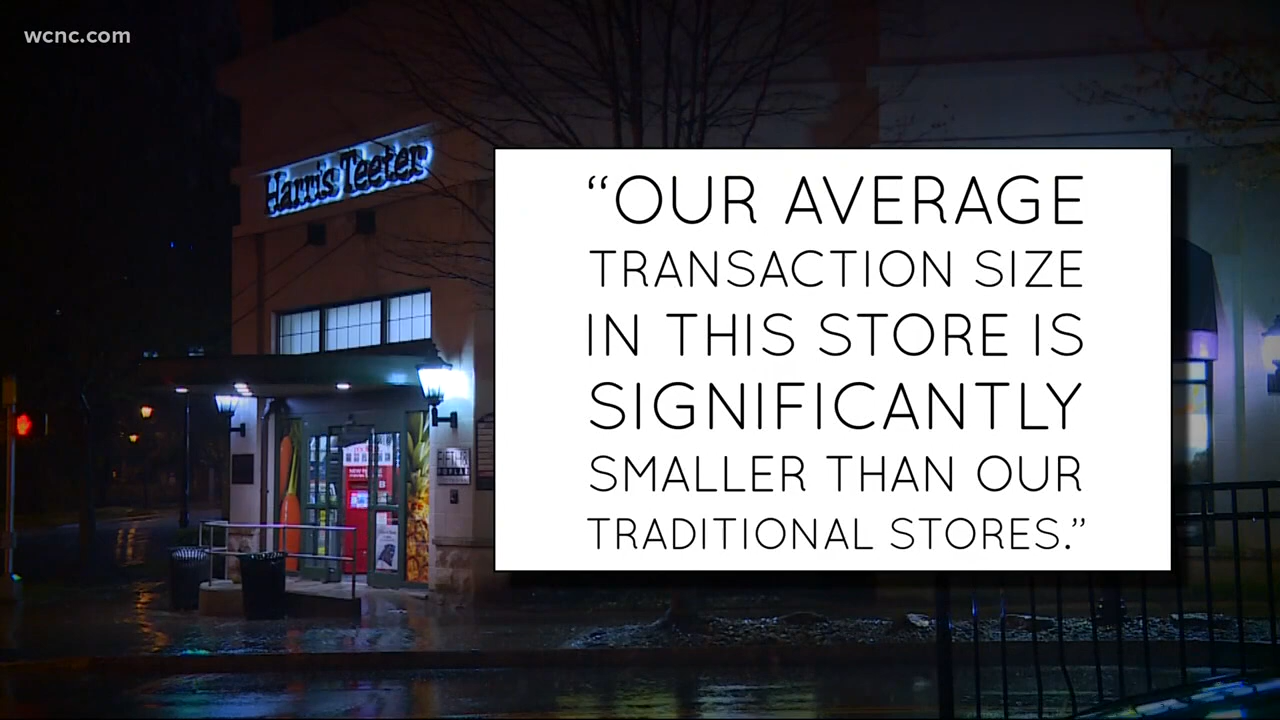 wcnc.com
Harris Teeter
“OUR AVERAGE
TRANSACTION SIZE
IN THIS STORE IS
SIGNIFICANTLY
SMALLER THAN OUR
TRADITIONAL STORES.”